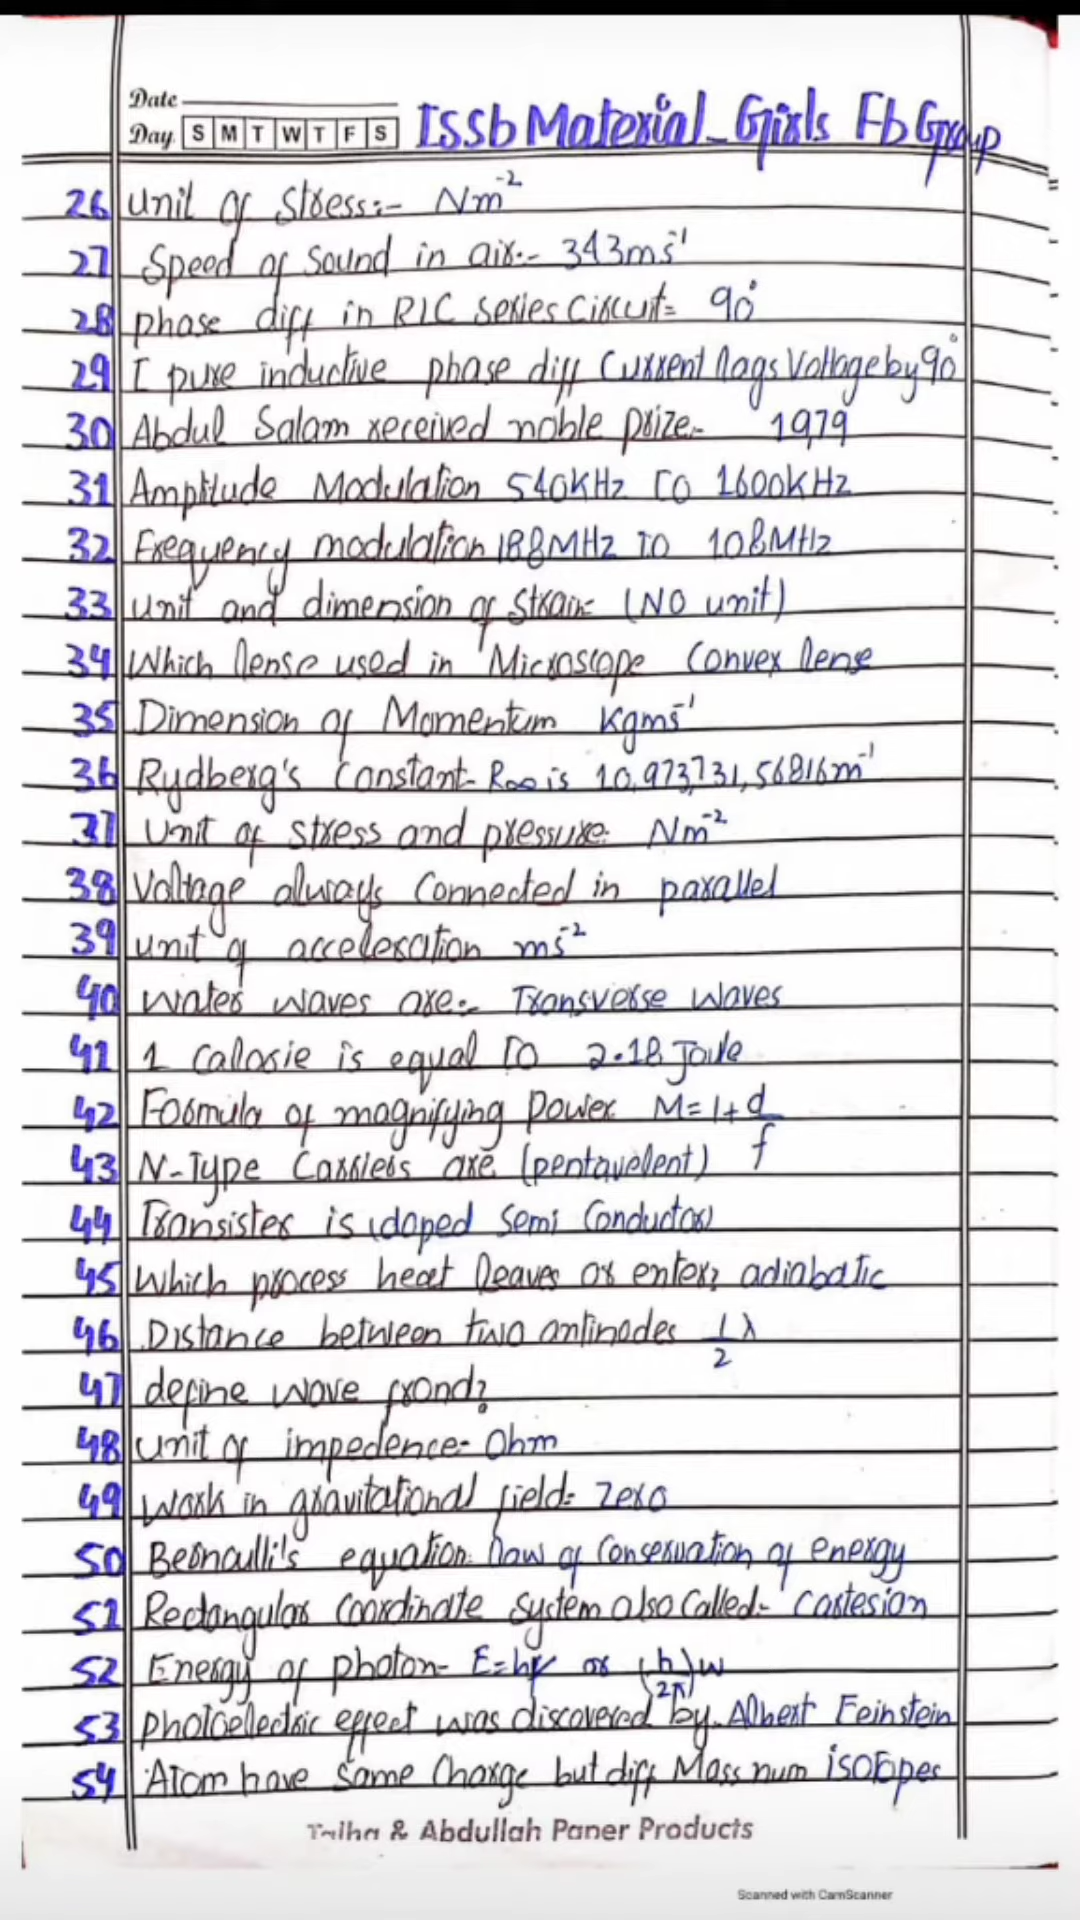 Date
Day S M T W T F S ISSb Material_Girls Fb Group
26 Unit of Stress:- Nm⁻²
27 Speed of Sound in air:- 343ms⁻¹
28 phase diff in RLC series Circuit= 90°
29 I pure inductive phase diff Current lags Voltage by 90°
30 Abdul Salam received noble prize:- 1979
31 Amplitude Modulation 540KHz to 1600KHz
32 Frequency modulation 188MHz to 108MHz
33 unit and dimension of Strain= (NO unit)
34 Which lense used in Microscope Convex lense
35 Dimension of Momentum Kgms⁻¹
36 Rydberg's Constant- R∞ is 10,973,731,56816m⁻¹
37 Unit of stress and pressure: Nm⁻²
38 Voltage always Connected in parallel
39 unit of acceleration ms⁻²
40 Water waves are:- Transverse waves
41 1 Calorie is equal to 2.18 Joule
42 Formula of magnifying Power M=1+d/f
43 N-Type Carriers are (pentavelent)
44 Transister is (doped Semi Conductor)
45 Which process heat leaves or enter? adiabatic
46 Distance between two antinodes 1/2 λ
47 define wave frond?
48 unit of impedence- Ohm
49 Work in gravitational field= Zero
50 Bernoulli's equation: law of Conservation of energy
51 Rectangular Coordinate System also Called:- Cartesion
52 Energy of photon- E=hf or (h/2π)w
53 photoelectric effect was discovered by. Albert Feinstein
54 Atom have Same Charge but diff Mass num isotopes
& Abdullah Paper Products
Scanned with CamScanner